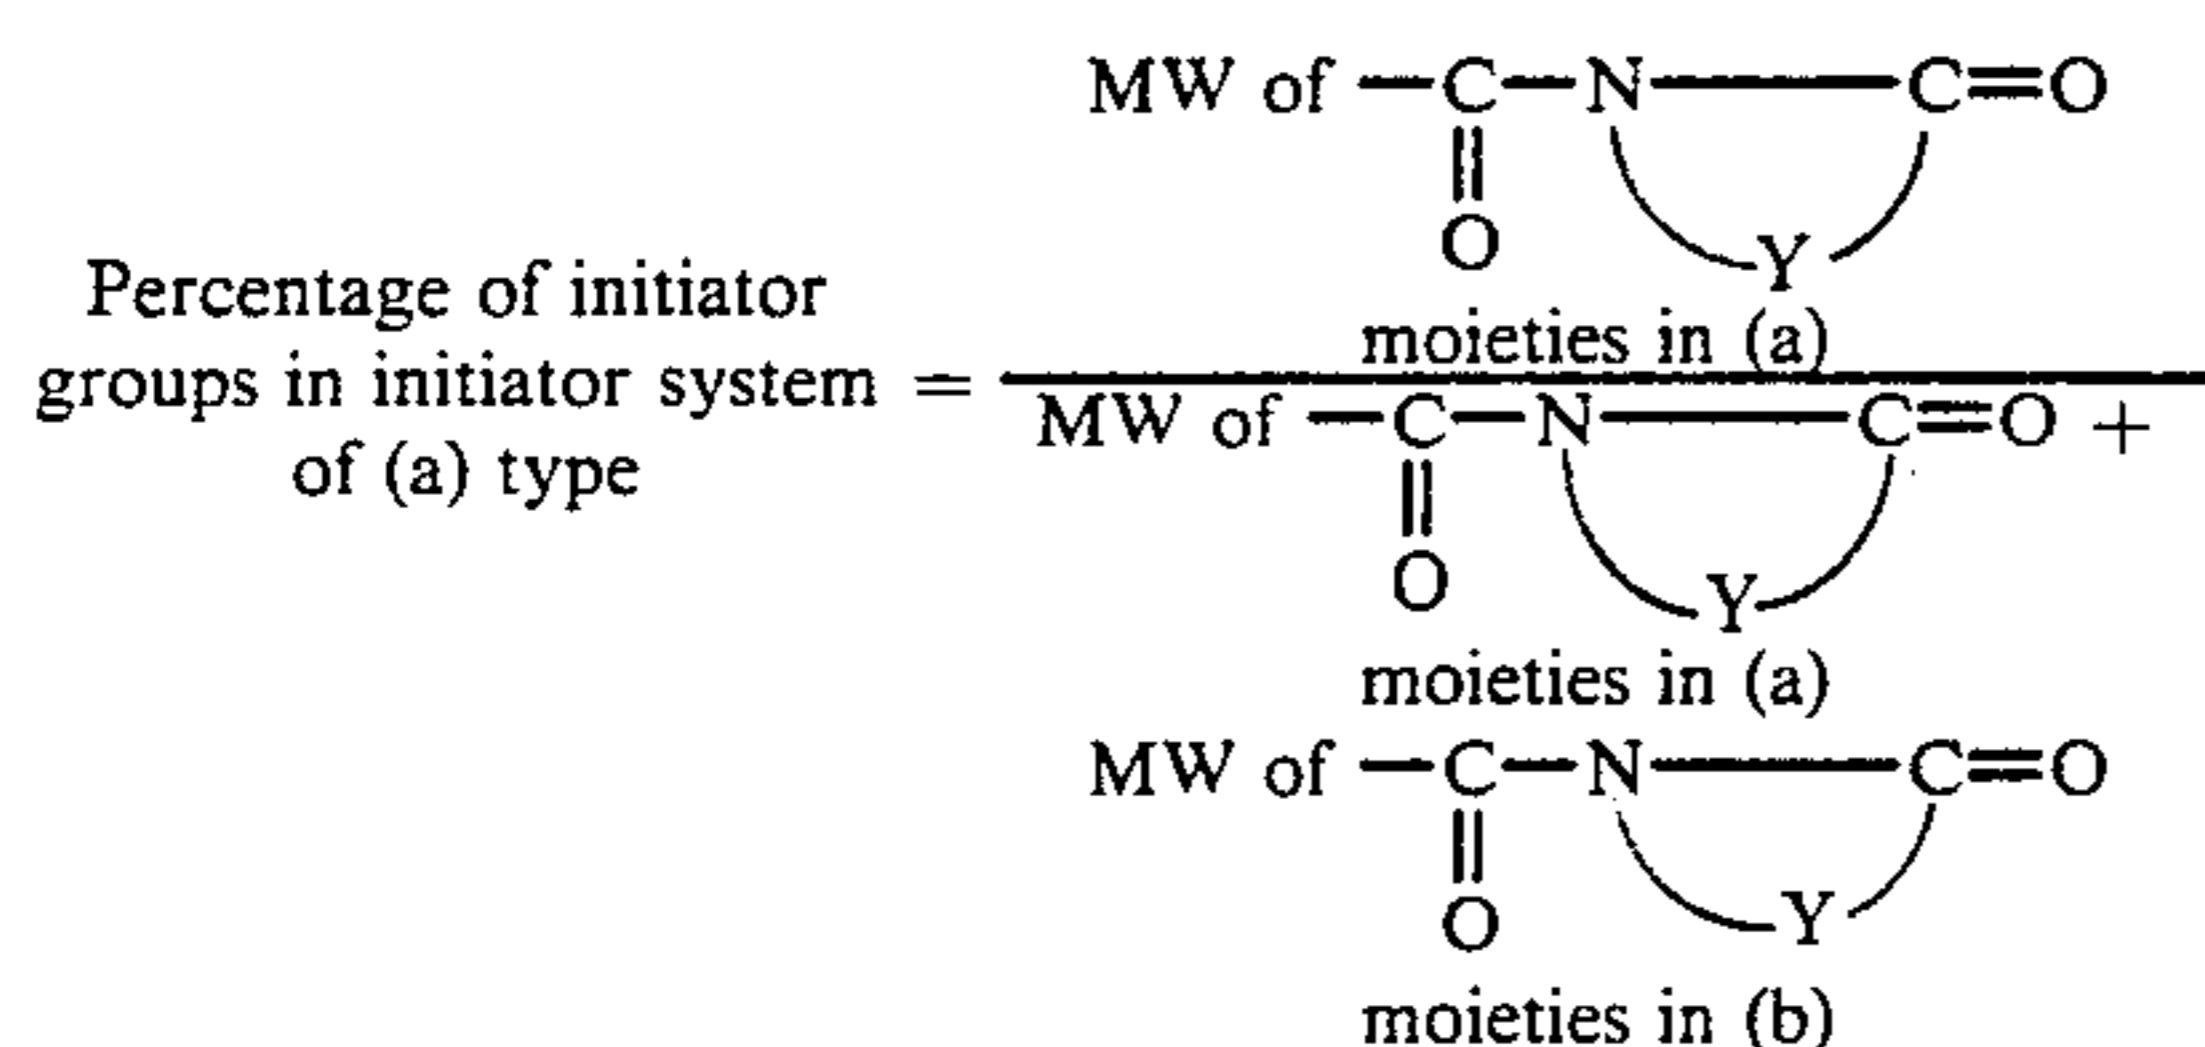 MW of —C—N———C=O
O
Y
moieties in (a)
Percentage of initiator
groups in initiator system =
of (a) type
MW of —C—N———C=O +
O
Y
moieties in (a)
MW of —C—N———C=O
O
Y
moieties in (b)